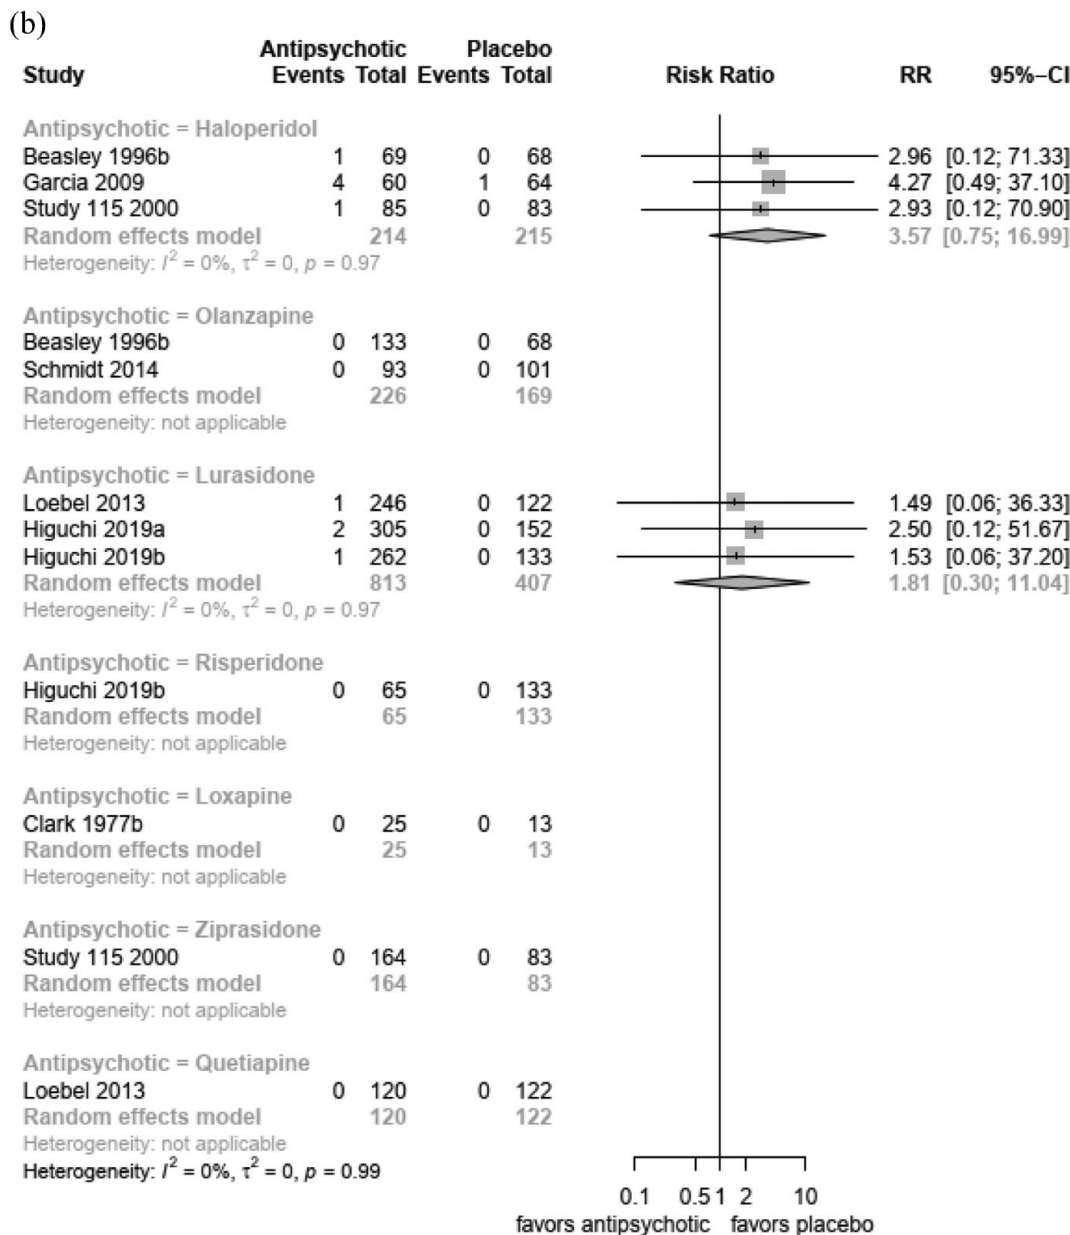 (b)
Antipsychotic Placebo
Study Events Total Events Total Risk Ratio RR 95%−CI
Antipsychotic = Haloperidol
Beasley 1996b 1 69 0 68 2.96 [0.12; 71.33]
Garcia 2009 4 60 1 64 4.27 [0.49; 37.10]
Study 115 2000 1 85 0 83 2.93 [0.12; 70.90]
Random effects model 214 215 3.57 [0.75; 16.99]
Heterogeneity: I² = 0%, τ² = 0, p = 0.97
Antipsychotic = Olanzapine
Beasley 1996b 0 133 0 68
Schmidt 2014 0 93 0 101
Random effects model 226 169
Heterogeneity: not applicable
Antipsychotic = Lurasidone
Loebel 2013 1 246 0 122 1.49 [0.06; 36.33]
Higuchi 2019a 2 305 0 152 2.50 [0.12; 51.67]
Higuchi 2019b 1 262 0 133 1.53 [0.06; 37.20]
Random effects model 813 407 1.81 [0.30; 11.04]
Heterogeneity: I² = 0%, τ² = 0, p = 0.97
Antipsychotic = Risperidone
Higuchi 2019b 0 65 0 133
Random effects model 65 133
Heterogeneity: not applicable
Antipsychotic = Loxapine
Clark 1977b 0 25 0 13
Random effects model 25 13
Heterogeneity: not applicable
Antipsychotic = Ziprasidone
Study 115 2000 0 164 0 83
Random effects model 164 83
Heterogeneity: not applicable
Antipsychotic = Quetiapine
Loebel 2013 0 120 0 122
Random effects model 120 122
Heterogeneity: not applicable
Heterogeneity: I² = 0%, τ² = 0, p = 0.99
0.1 0.5 1 2 10
favors antipsychotic favors placebo